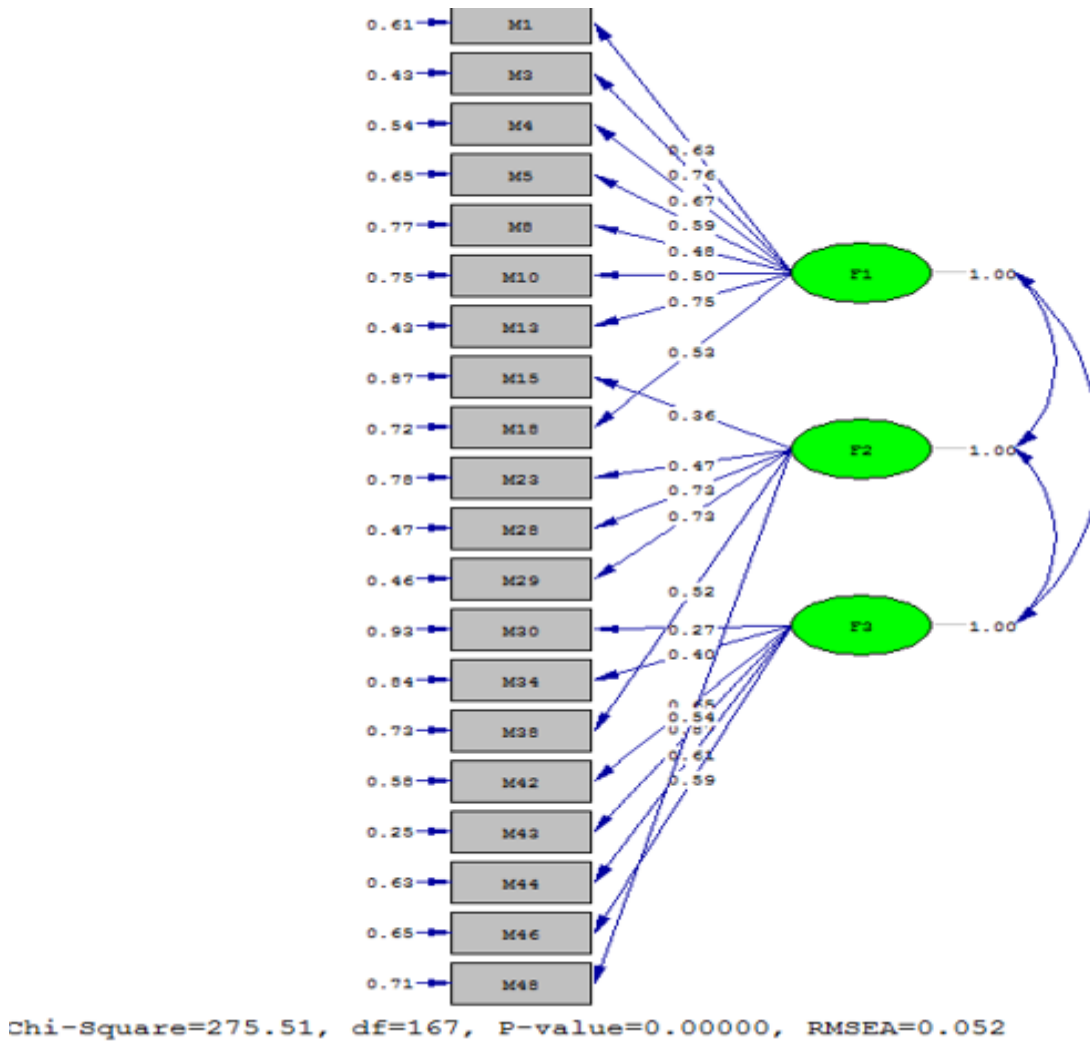 0.61 M1
0.43 M3
0.54 M4
0.63
0.65 M5
0.76
0.67
0.77 M8
0.59
0.48
0.75 M10
0.50
F1 1.00
0.43 M13
0.75
0.53
0.87 M15
0.36
0.72 M18
F2 1.00
0.78 M23
0.47
0.73
0.47 M28
0.73
0.46 M29
0.52
0.93 M30
0.27
F3 1.00
0.40
0.84 M34
0.54
0.73 M38
0.61
0.58 M42
0.59
0.25 M43
0.63 M44
0.65 M46
0.71 M48
Chi-Square=275.51, df=167, P-value=0.00000, RMSEA=0.052